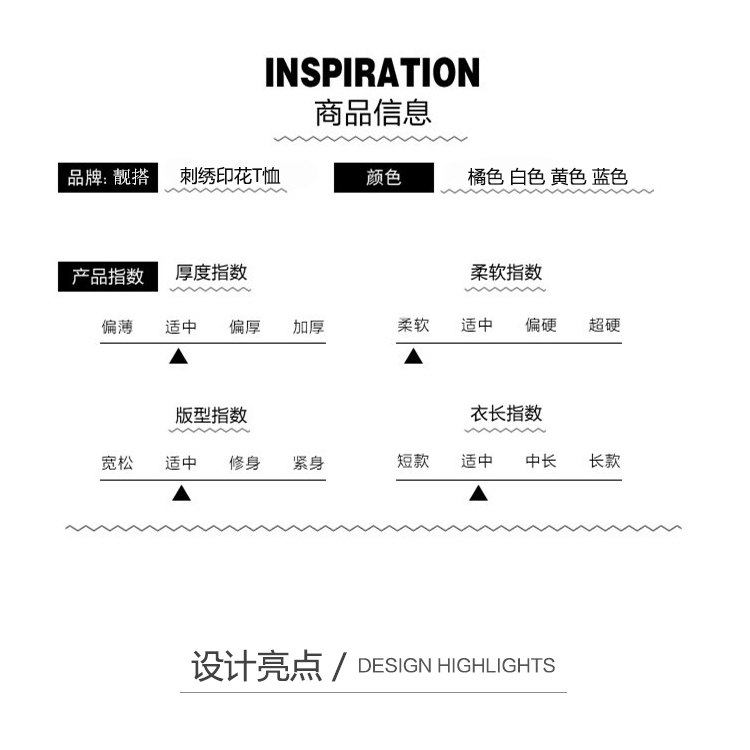 INSPIRATION
商品信息
品牌: 靓搭 刺绣印花T恤 颜色 橘色 白色 黄色 蓝色
产品指数 厚度指数 柔软指数
偏薄 适中 偏厚 加厚 柔软 适中 偏硬 超硬
版型指数 衣长指数
宽松 适中 修身 紧身 短款 适中 中长 长款
设计亮点 / DESIGN HIGHLIGHTS